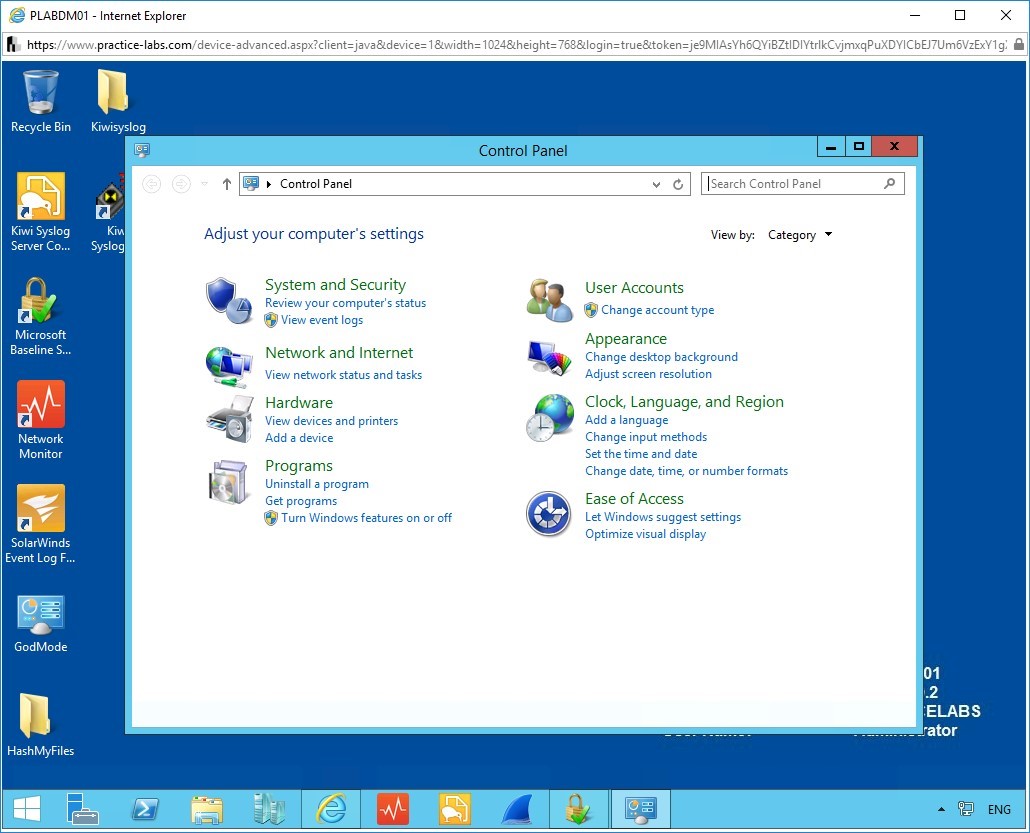 PLABDM01 - Internet Explorer
https://www.practice-labs.com/device-advanced.aspx?client=java&device=1&width=1024&height=768&login=true&token=je9MIAsYh6QYiBZtIDIYtrIkCvjmxqPuXDYlCbEJ7Um6VzExY1g
Recycle Bin
Kiwisyslog
Control Panel
Control Panel
Search Control Panel
Kiwi Syslog
Server Co...
Kiw
Syslog
Adjust your computer's settings
View by: Category
System and Security
Review your computer's status
View event logs
Network and Internet
View network status and tasks
Hardware
View devices and printers
Add a device
Programs
Uninstall a program
Get programs
Turn Windows features on or off
User Accounts
Change account type
Appearance
Change desktop background
Adjust screen resolution
Clock, Language, and Region
Add a language
Change input methods
Set the time and date
Change date, time, or number formats
Ease of Access
Let Windows suggest settings
Optimize visual display
Microsoft
Baseline S...
Network
Monitor
SolarWinds
Event Log F...
GodMode
HashMyFiles
01
.2
ELABS
ENG